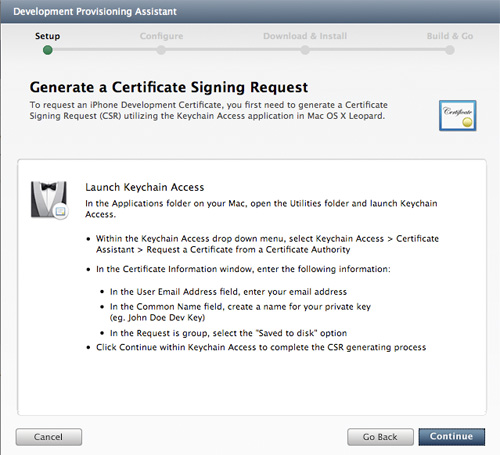 Development Provisioning Assistant
Setup
Configure
Download & Install
Build & Go
Generate a Certificate Signing Request
To request an iPhone Development Certificate, you first need to generate a Certificate
Signing Request (CSR) utilizing the Keychain Access application in Mac OS X Leopard.
Certificate
Launch Keychain Access
In the Applications folder on your Mac, open the Utilities folder and launch Keychain
Access.
• Within the Keychain Access drop down menu, select Keychain Access > Certificate
Assistant > Request a Certificate from a Certificate Authority
• In the Certificate Information window, enter the following information:
• In the User Email Address field, enter your email address
• In the Common Name field, create a name for your private key
(eg. John Doe Dev Key)
• In the Request is group, select the "Saved to disk" option
• Click Continue within Keychain Access to complete the CSR generating process
Cancel
Go Back
Continue